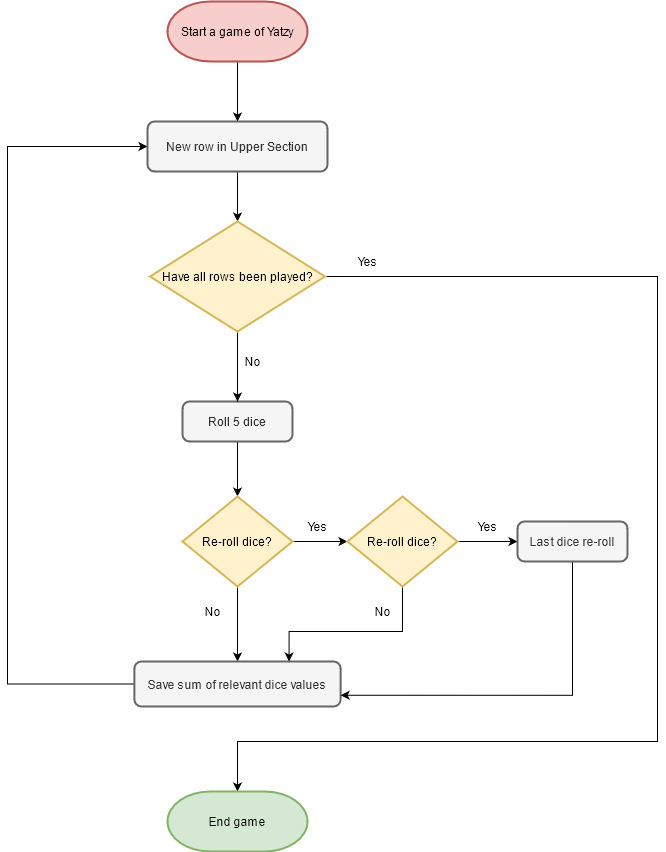 Start a game of Yatzy
New row in Upper Section
Yes
Have all rows been played?
No
Roll 5 dice
Yes
Yes
Re-roll dice?
Re-roll dice?
Last dice re-roll
No
No
Save sum of relevant dice values
End game